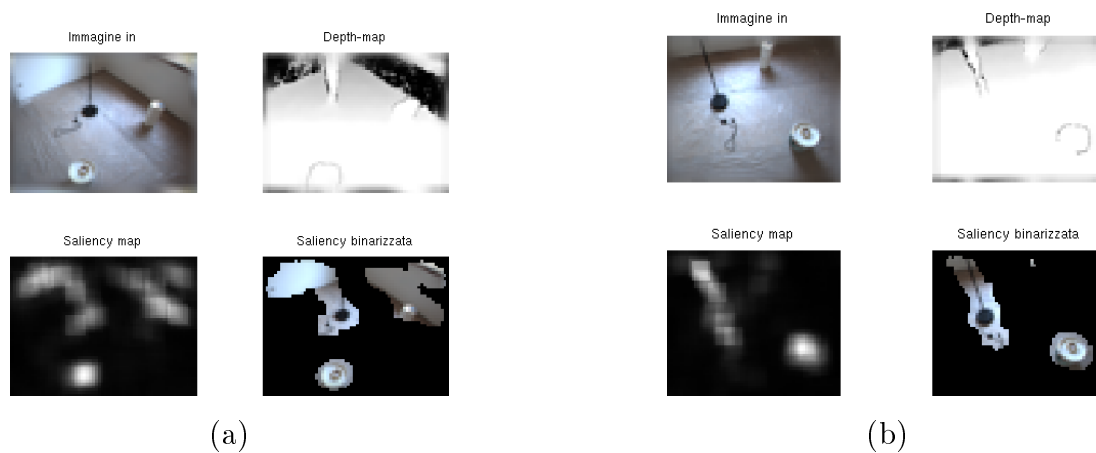 Immagine in
Depth-map
Saliency map
Saliency binarizzata
(a)
Immagine in
Depth-map
Saliency map
Saliency binarizzata
(b)